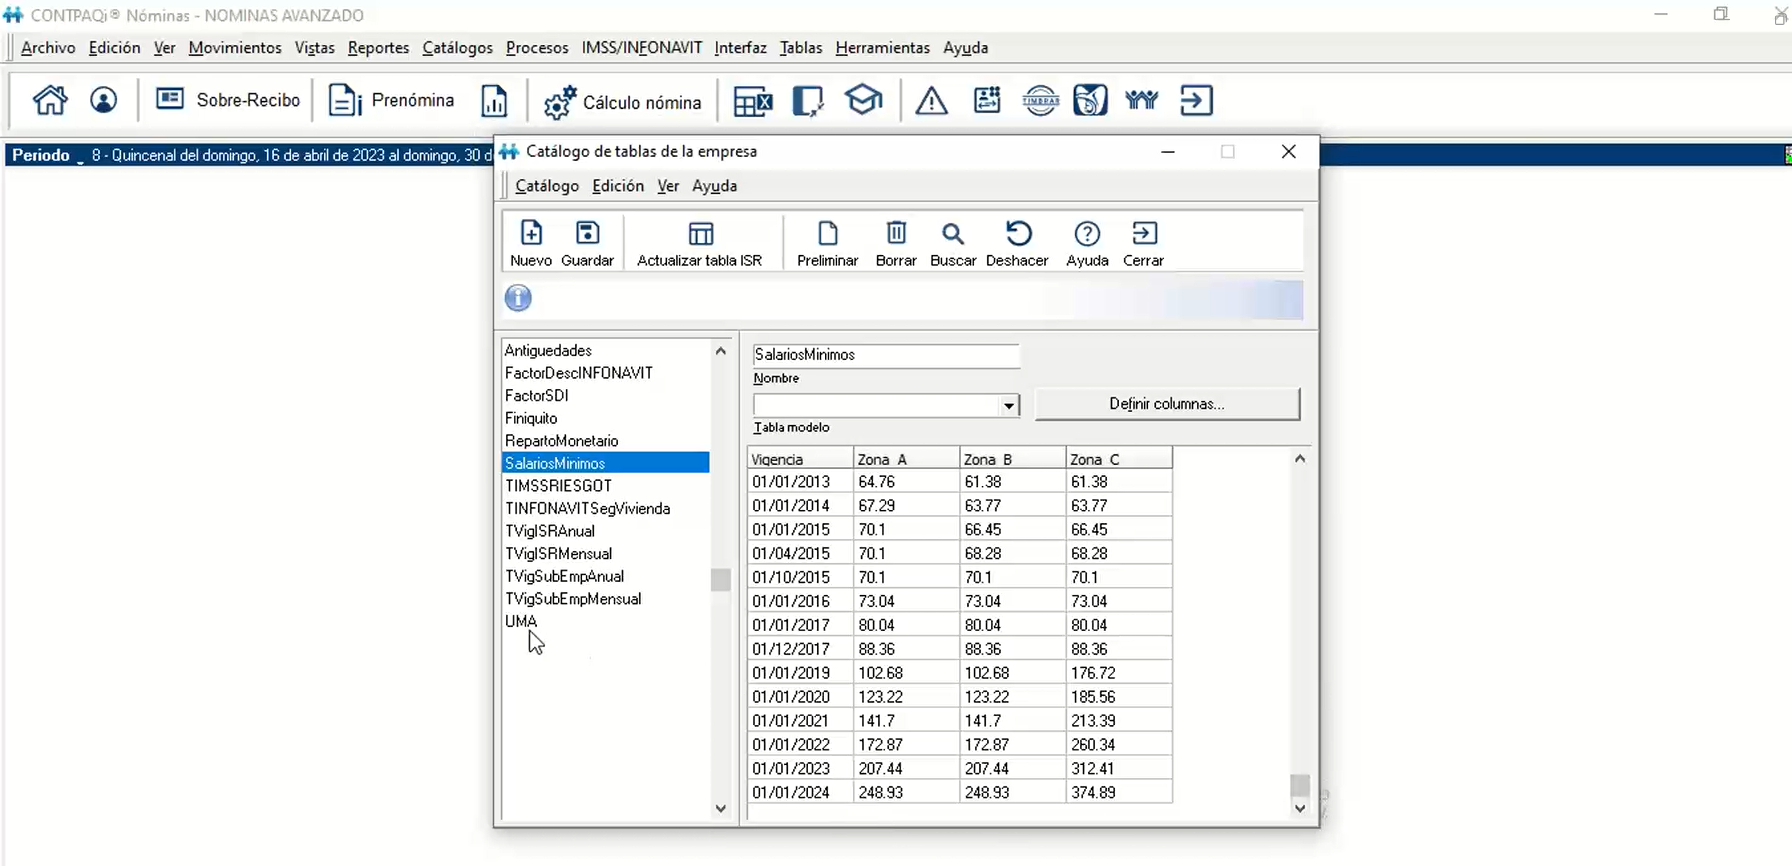 CONTPAQi® Nóminas - NOMINAS AVANZADO
Archivo Edición Ver Movimientos Vistas Reportes Catálogos Procesos IMSS/INFONAVIT Interfaz Tablas Herramientas Ayuda
Sobre-Recibo Prenómina Cálculo nómina TIMBRAR
Periodo 8 - Quincenal del domingo, 16 de abril de 2023 al domingo, 30 d
Catálogo de tablas de la empresa
Catálogo Edición Ver Ayuda
Nuevo Guardar Actualizar tabla ISR Preliminar Borrar Buscar Deshacer Ayuda Cerrar
Antiguedades
FactorDescINFONAVIT
FactorSDI
Finiquito
RepartoMonetario
SalariosMinimos
TIMSSRIESGOT
TINFONAVITSegVivienda
TVigISRAnual
TVigISRMensual
TVigSubEmpAnual
TVigSubEmpMensual
UMA
SalariosMinimos
Nombre
Definir columnas...
Tabla modelo
Vigencia Zona A Zona B Zona C
01/01/2013 64.76 61.38 61.38
01/01/2014 67.29 63.77 63.77
01/01/2015 70.1 66.45 66.45
01/04/2015 70.1 68.28 68.28
01/10/2015 70.1 70.1 70.1
01/01/2016 73.04 73.04 73.04
01/01/2017 80.04 80.04 80.04
01/12/2017 88.36 88.36 88.36
01/01/2019 102.68 102.68 176.72
01/01/2020 123.22 123.22 185.56
01/01/2021 141.7 141.7 213.39
01/01/2022 172.87 172.87 260.34
01/01/2023 207.44 207.44 312.41
01/01/2024 248.93 248.93 374.89